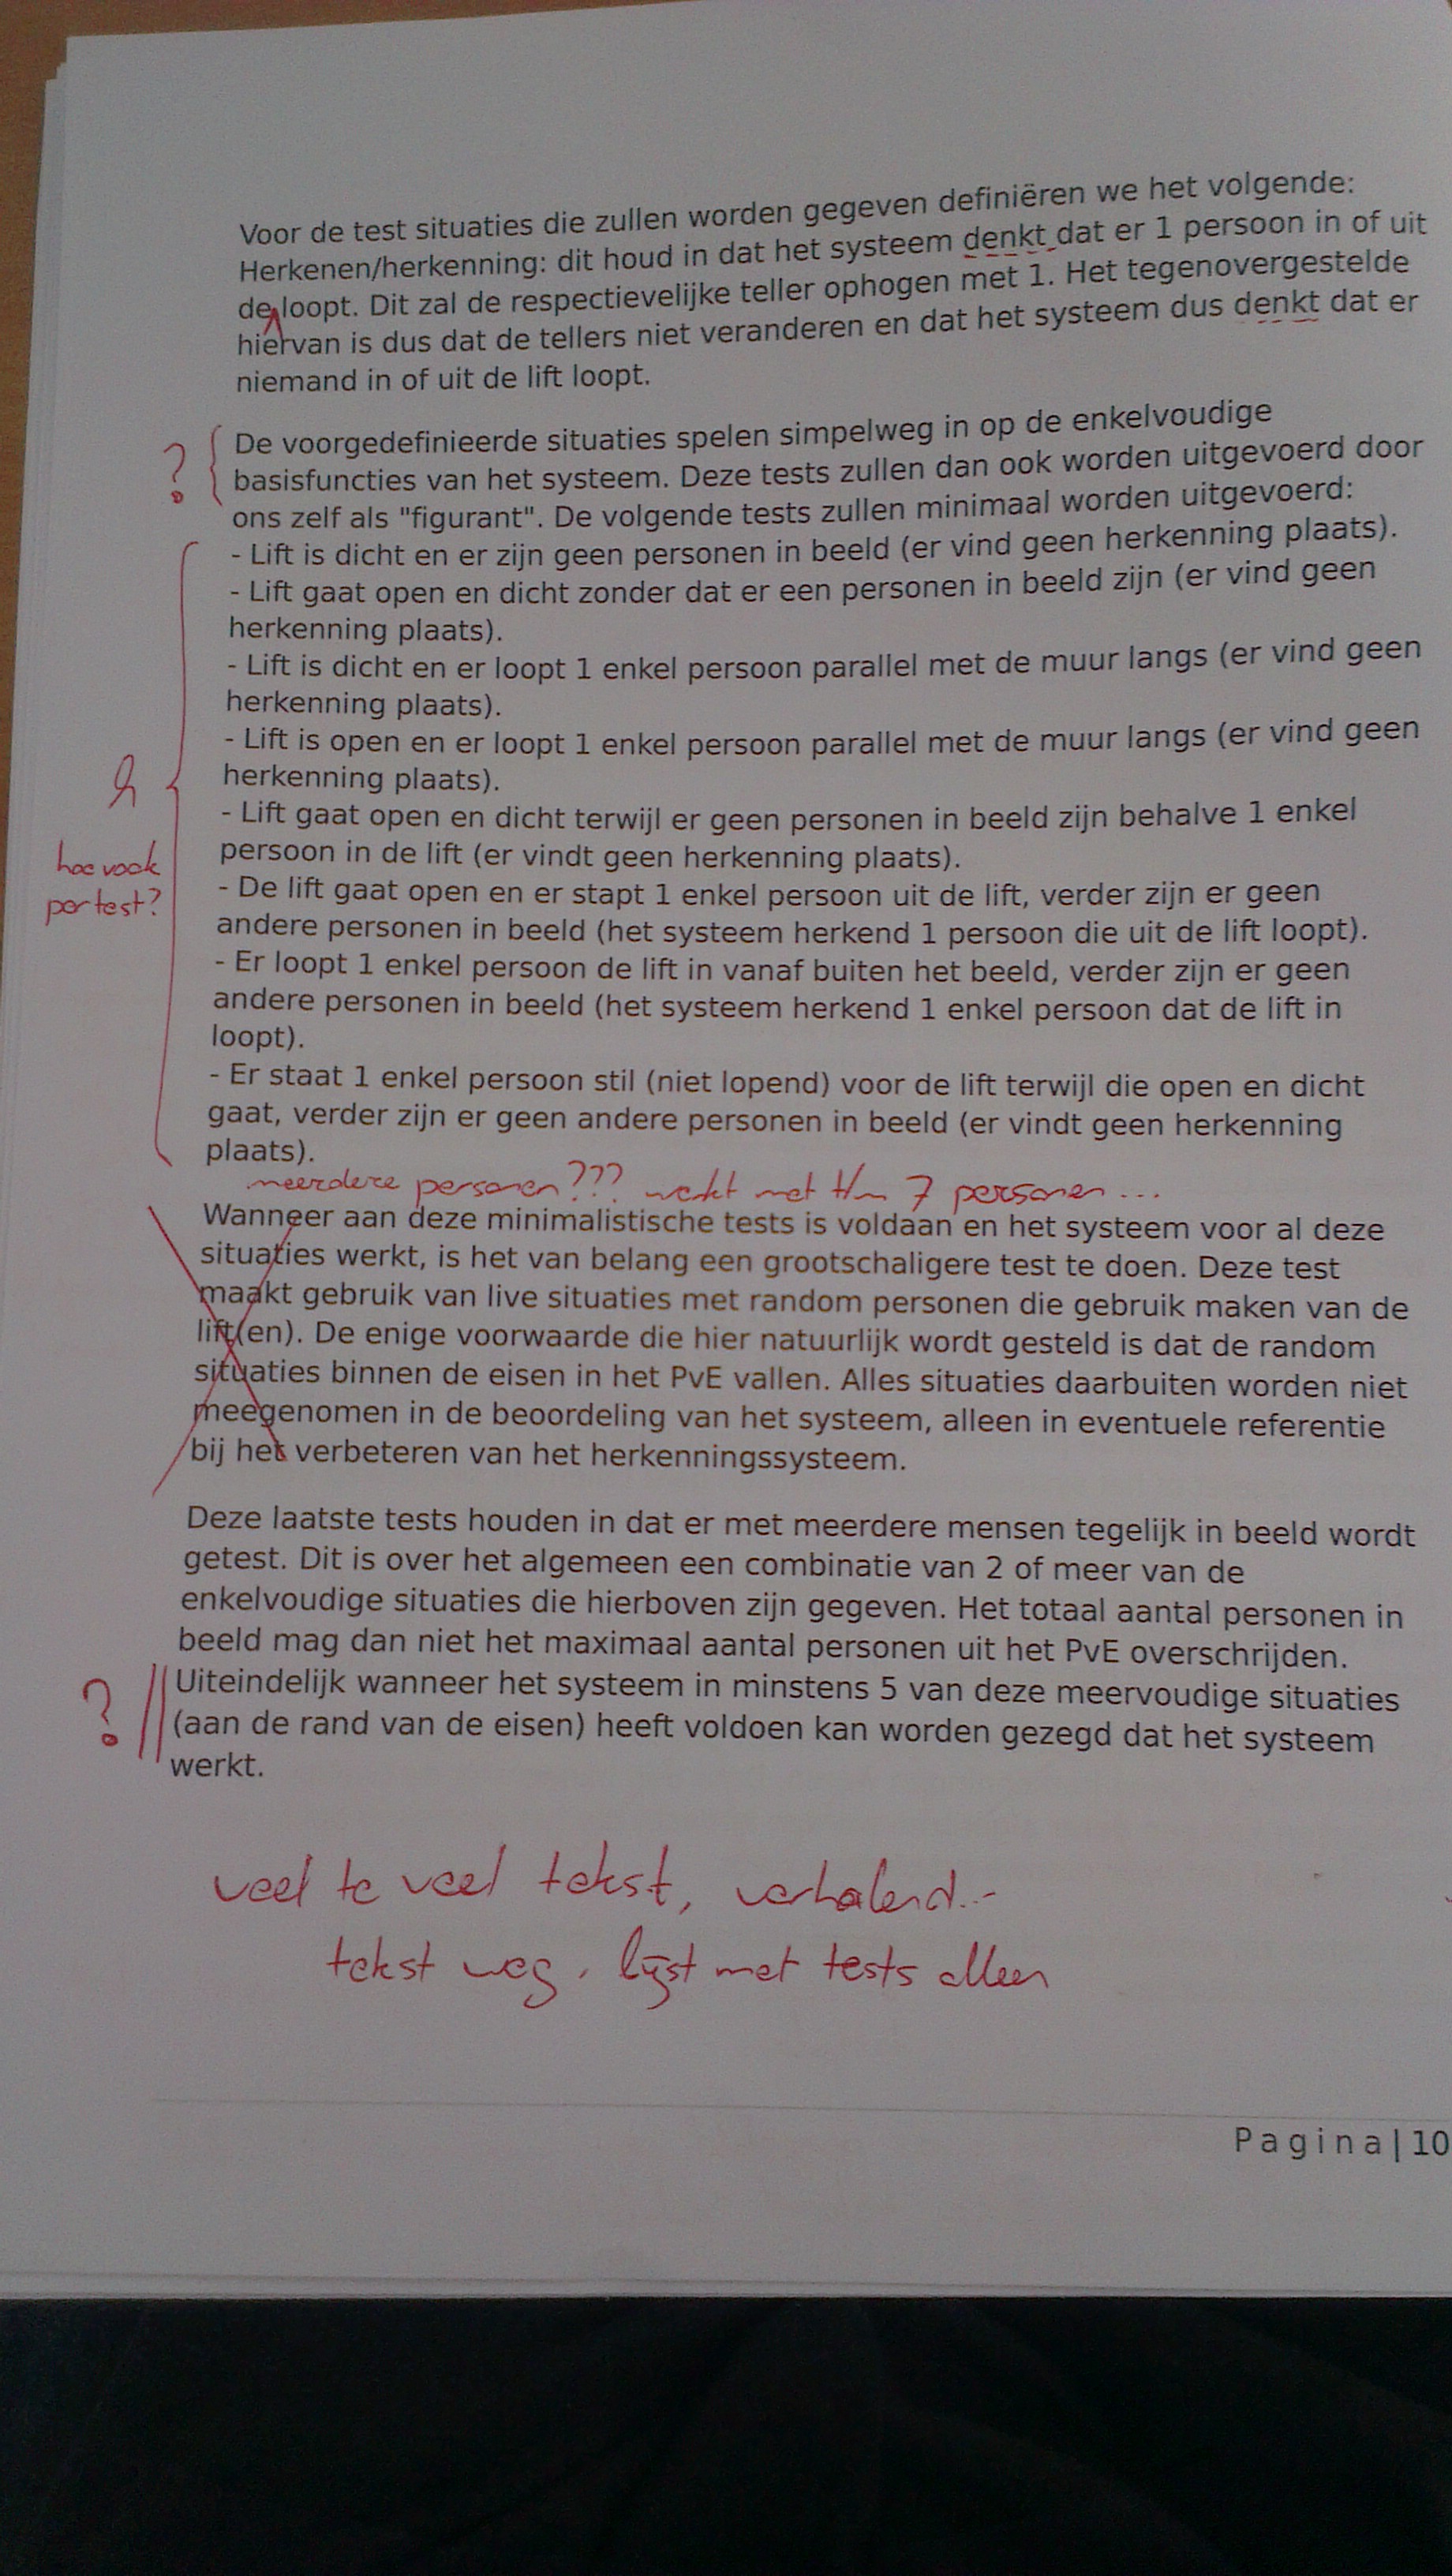 Voor de test situaties die zullen worden gegeven definiëren we het volgende:
Herkenen/herkenning: dit houd in dat het systeem denkt dat er 1 persoon in of uit
de loopt. Dit zal de respectievelijke teller ophogen met 1. Het tegenovergestelde
hiervan is dus dat de tellers niet veranderen en dat het systeem dus denkt dat er
niemand in of uit de lift loopt.
? De voorgedefinieerde situaties spelen simpelweg in op de enkelvoudige
basisfuncties van het systeem. Deze tests zullen dan ook worden uitgevoerd door
ons zelf als "figurant". De volgende tests zullen minimaal worden uitgevoerd:
- Lift is dicht en er zijn geen personen in beeld (er vind geen herkenning plaats).
- Lift gaat open en dicht zonder dat er een personen in beeld zijn (er vind geen
herkenning plaats).
- Lift is dicht en er loopt 1 enkel persoon parallel met de muur langs (er vind geen
herkenning plaats).
- Lift is open en er loopt 1 enkel persoon parallel met de muur langs (er vind geen
herkenning plaats).
- Lift gaat open en dicht terwijl er geen personen in beeld zijn behalve 1 enkel
persoon in de lift (er vindt geen herkenning plaats).
hoe vaak
per test?
- De lift gaat open en er stapt 1 enkel persoon uit de lift, verder zijn er geen
andere personen in beeld (het systeem herkend 1 persoon die uit de lift loopt).
- Er loopt 1 enkel persoon de lift in vanaf buiten het beeld, verder zijn er geen
andere personen in beeld (het systeem herkend 1 enkel persoon dat de lift in
loopt).
- Er staat 1 enkel persoon stil (niet lopend) voor de lift terwijl die open en dicht
gaat, verder zijn er geen andere personen in beeld (er vindt geen herkenning
plaats).
meerdere personen??? werkt met t/m 7 personen...
Wanneer aan deze minimalistische tests is voldaan en het systeem voor al deze
situaties werkt, is het van belang een grootschaligere test te doen. Deze test
maakt gebruik van live situaties met random personen die gebruik maken van de
lift(en). De enige voorwaarde die hier natuurlijk wordt gesteld is dat de random
situaties binnen de eisen in het PvE vallen. Alles situaties daarbuiten worden niet
meegenomen in de beoordeling van het systeem, alleen in eventuele referentie
bij het verbeteren van het herkenningssysteem.
Deze laatste tests houden in dat er met meerdere mensen tegelijk in beeld wordt
getest. Dit is over het algemeen een combinatie van 2 of meer van de
enkelvoudige situaties die hierboven zijn gegeven. Het totaal aantal personen in
beeld mag dan niet het maximaal aantal personen uit het PvE overschrijden.
? Uiteindelijk wanneer het systeem in minstens 5 van deze meervoudige situaties
(aan de rand van de eisen) heeft voldoen kan worden gezegd dat het systeem
werkt.
veel te veel tekst, verhalend..-
tekst weg, lijst met tests alleen
Pagina|10